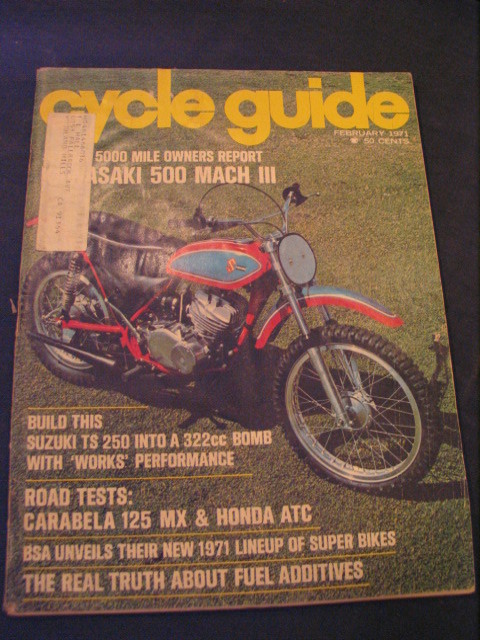 cycle guide
FEBRUARY 1971
50 CENTS
5000 MILE OWNERS REPORT
ASAKI 500 MACH III
S
BUILD THIS
SUZUKI TS 250 INTO A 322cc BOMB
WITH 'WORKS' PERFORMANCE
ROAD TESTS:
CARABELA 125 MX & HONDA ATC
BSA UNVEILS THEIR NEW 1971 LINEUP OF SUPER BIKES
THE REAL TRUTH ABOUT FUEL ADDITIVES